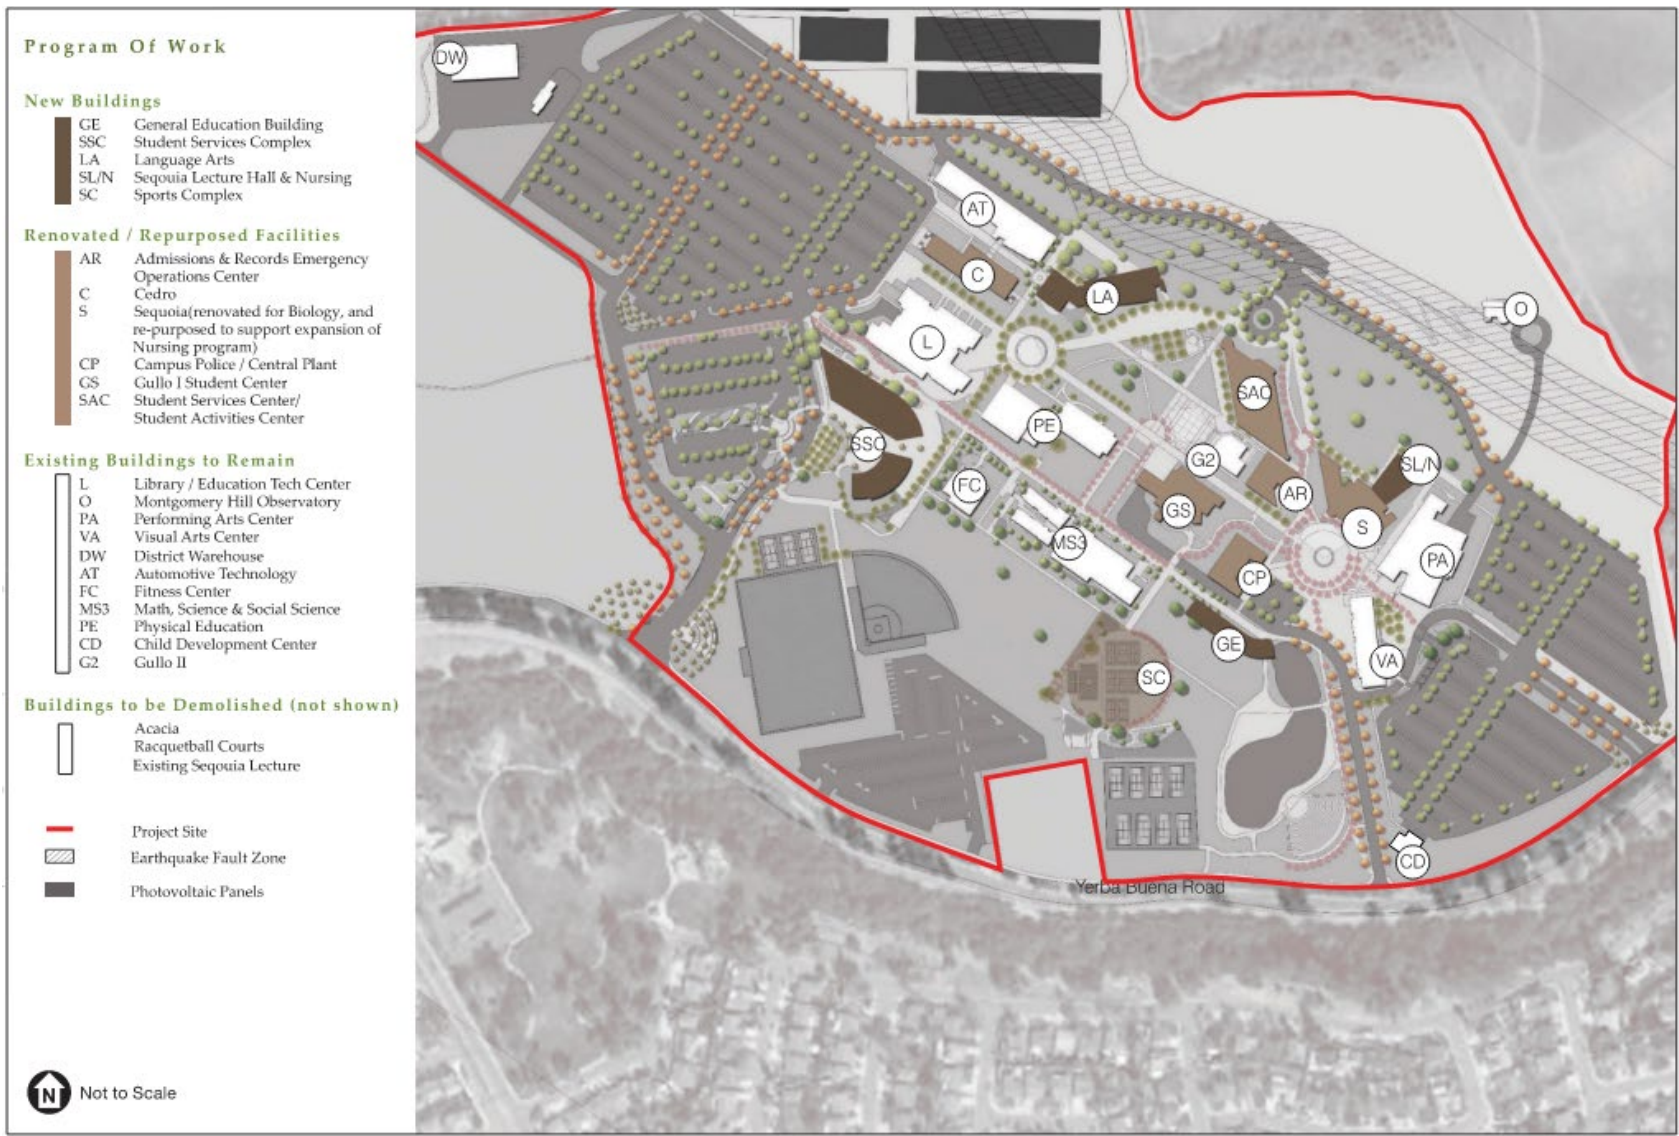 Program Of Work
New Buildings
GE General Education Building
SSC Student Services Complex
LA Language Arts
SL/N Seqouia Lecture Hall & Nursing
SC Sports Complex
Renovated / Repurposed Facilities
AR Admissions & Records Emergency
Operations Center
C Cedro
S Sequoia(renovated for Biology, and
re-purposed to support expansion of
Nursing program)
CP Campus Police / Central Plant
GS Gullo I Student Center
SAC Student Services Center/
Student Activities Center
Existing Buildings to Remain
L Library / Education Tech Center
O Montgomery Hill Observatory
PA Performing Arts Center
VA Visual Arts Center
DW District Warehouse
AT Automotive Technology
FC Fitness Center
MS3 Math, Science & Social Science
PE Physical Education
CD Child Development Center
G2 Gullo II
Buildings to be Demolished (not shown)
Acacia
Racquetball Courts
Existing Seqouia Lecture
Project Site
Earthquake Fault Zone
Photovoltaic Panels
N Not to Scale
DW
AT
C
LA
O
L
SAC
PE
SSC
G2
SL/N
FC
AR
GS
S
MS3
PA
CP
GE
VA
SC
CD
Yerba Buena Road